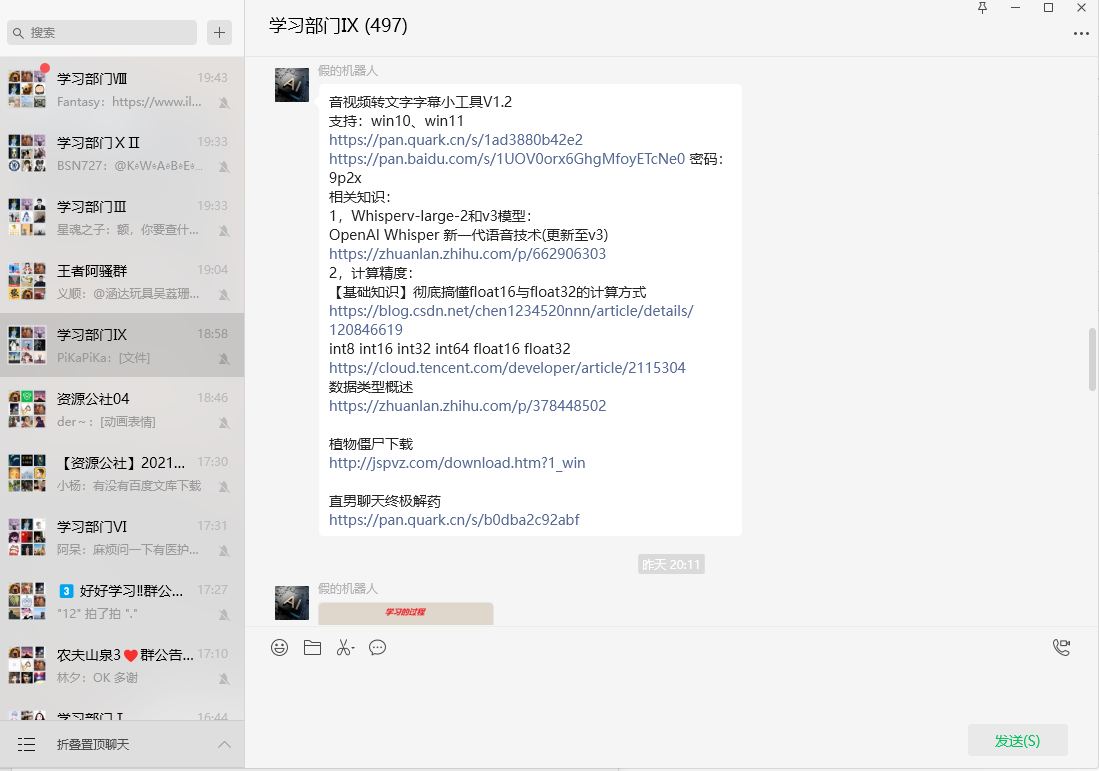 搜索
学习部门Ⅷ 19:43
Fantasy：https://www.il...
学习部门ⅩⅡ 19:33
BSN727：@K๑W๑A๑B๑E๑...
学习部门Ⅲ 19:33
星魂之子：额，你要查什...
王者阿骚群 19:04
义顺：@涵达玩具吴荔珊...
学习部门Ⅸ 18:58
PiKaPiKa：[文件]
资源公社04 18:46
der～：[动画表情]
【资源公社】2021... 17:30
小杨：有没有百度文库下载
学习部门Ⅵ 17:31
阿呆：麻烦问一下有医护...
3 好好学习!!群公... 17:27
"12" 拍了拍 "."
农夫山泉3❤群公告... 17:10
林夕：OK 多谢
学习部门Ⅰ 16:44
折叠置顶聊天
学习部门Ⅸ (497)
假的机器人
AI
音视频转文字字幕小工具V1.2
支持：win10、win11
https://pan.quark.cn/s/1ad3880b42e2
https://pan.baidu.com/s/1UOV0orx6GhgMfoyETcNe0 密码：
9p2x
相关知识：
1，Whisperv-large-2和v3模型：
OpenAI Whisper 新一代语音技术(更新至v3)
https://zhuanlan.zhihu.com/p/662906303
2，计算精度：
【基础知识】彻底搞懂float16与float32的计算方式
https://blog.csdn.net/chen1234520nnn/article/details/
120846619
int8 int16 int32 int64 float16 float32
https://cloud.tencent.com/developer/article/2115304
数据类型概述
https://zhuanlan.zhihu.com/p/378448502
植物僵尸下载
http://jspvz.com/download.htm?1_win
直男聊天终极解药
https://pan.quark.cn/s/b0dba2c92abf
昨天 20:11
假的机器人
AI
学习的过程
发送(S)